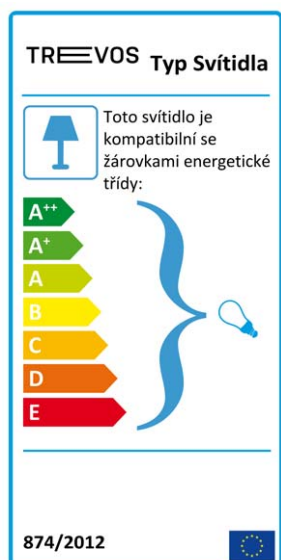 TREVOS Typ Svítidla
Toto svítidlo je
kompatibilní se
žárovkami energetické
třídy:
A++
A+
A
B
C
D
E
874/2012